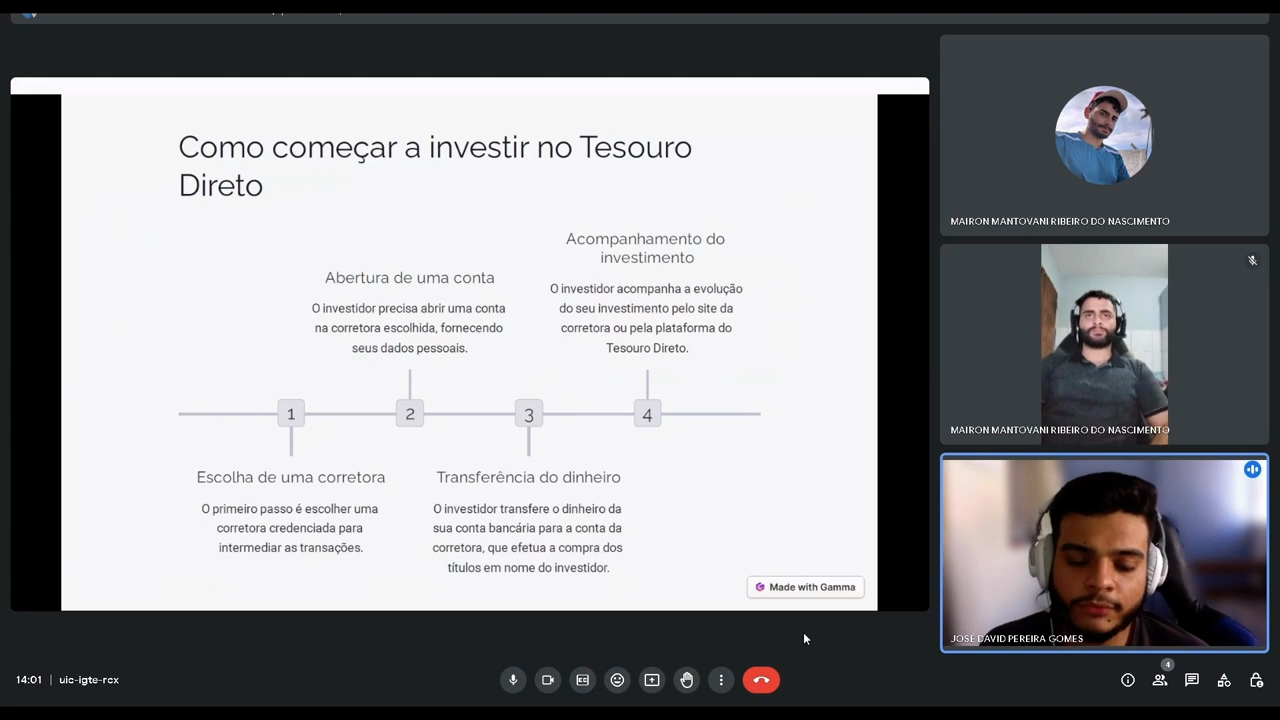 Como começar a investir no Tesouro
Direto
Acompanhamento do
investimento
O investidor acompanha a evolução
do seu investimento pelo site da
corretora ou pela plataforma do
Tesouro Direto.
Abertura de uma conta
O investidor precisa abrir uma conta
na corretora escolhida, fornecendo
seus dados pessoais.
1
2
3
4
Escolha de uma corretora
O primeiro passo é escolher uma
corretora credenciada para
intermediar as transações.
Transferência do dinheiro
O investidor transfere o dinheiro da
sua conta bancária para a conta da
corretora, que efetua a compra dos
títulos em nome do investidor.
Made with Gamma
MAIRON MANTOVANI RIBEIRO DO NASCIMENTO
MAIRON MANTOVANI RIBEIRO DO NASCIMENTO
JOSÉ DAVID PEREIRA GOMES
14:01 | uic-igte-rcx
4